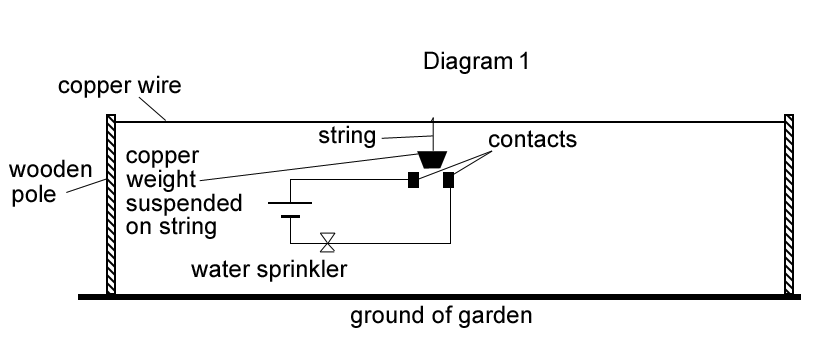 Diagram 1
copper wire
string
contacts
copper
weight
suspended
on string
wooden
pole
water sprinkler
ground of garden